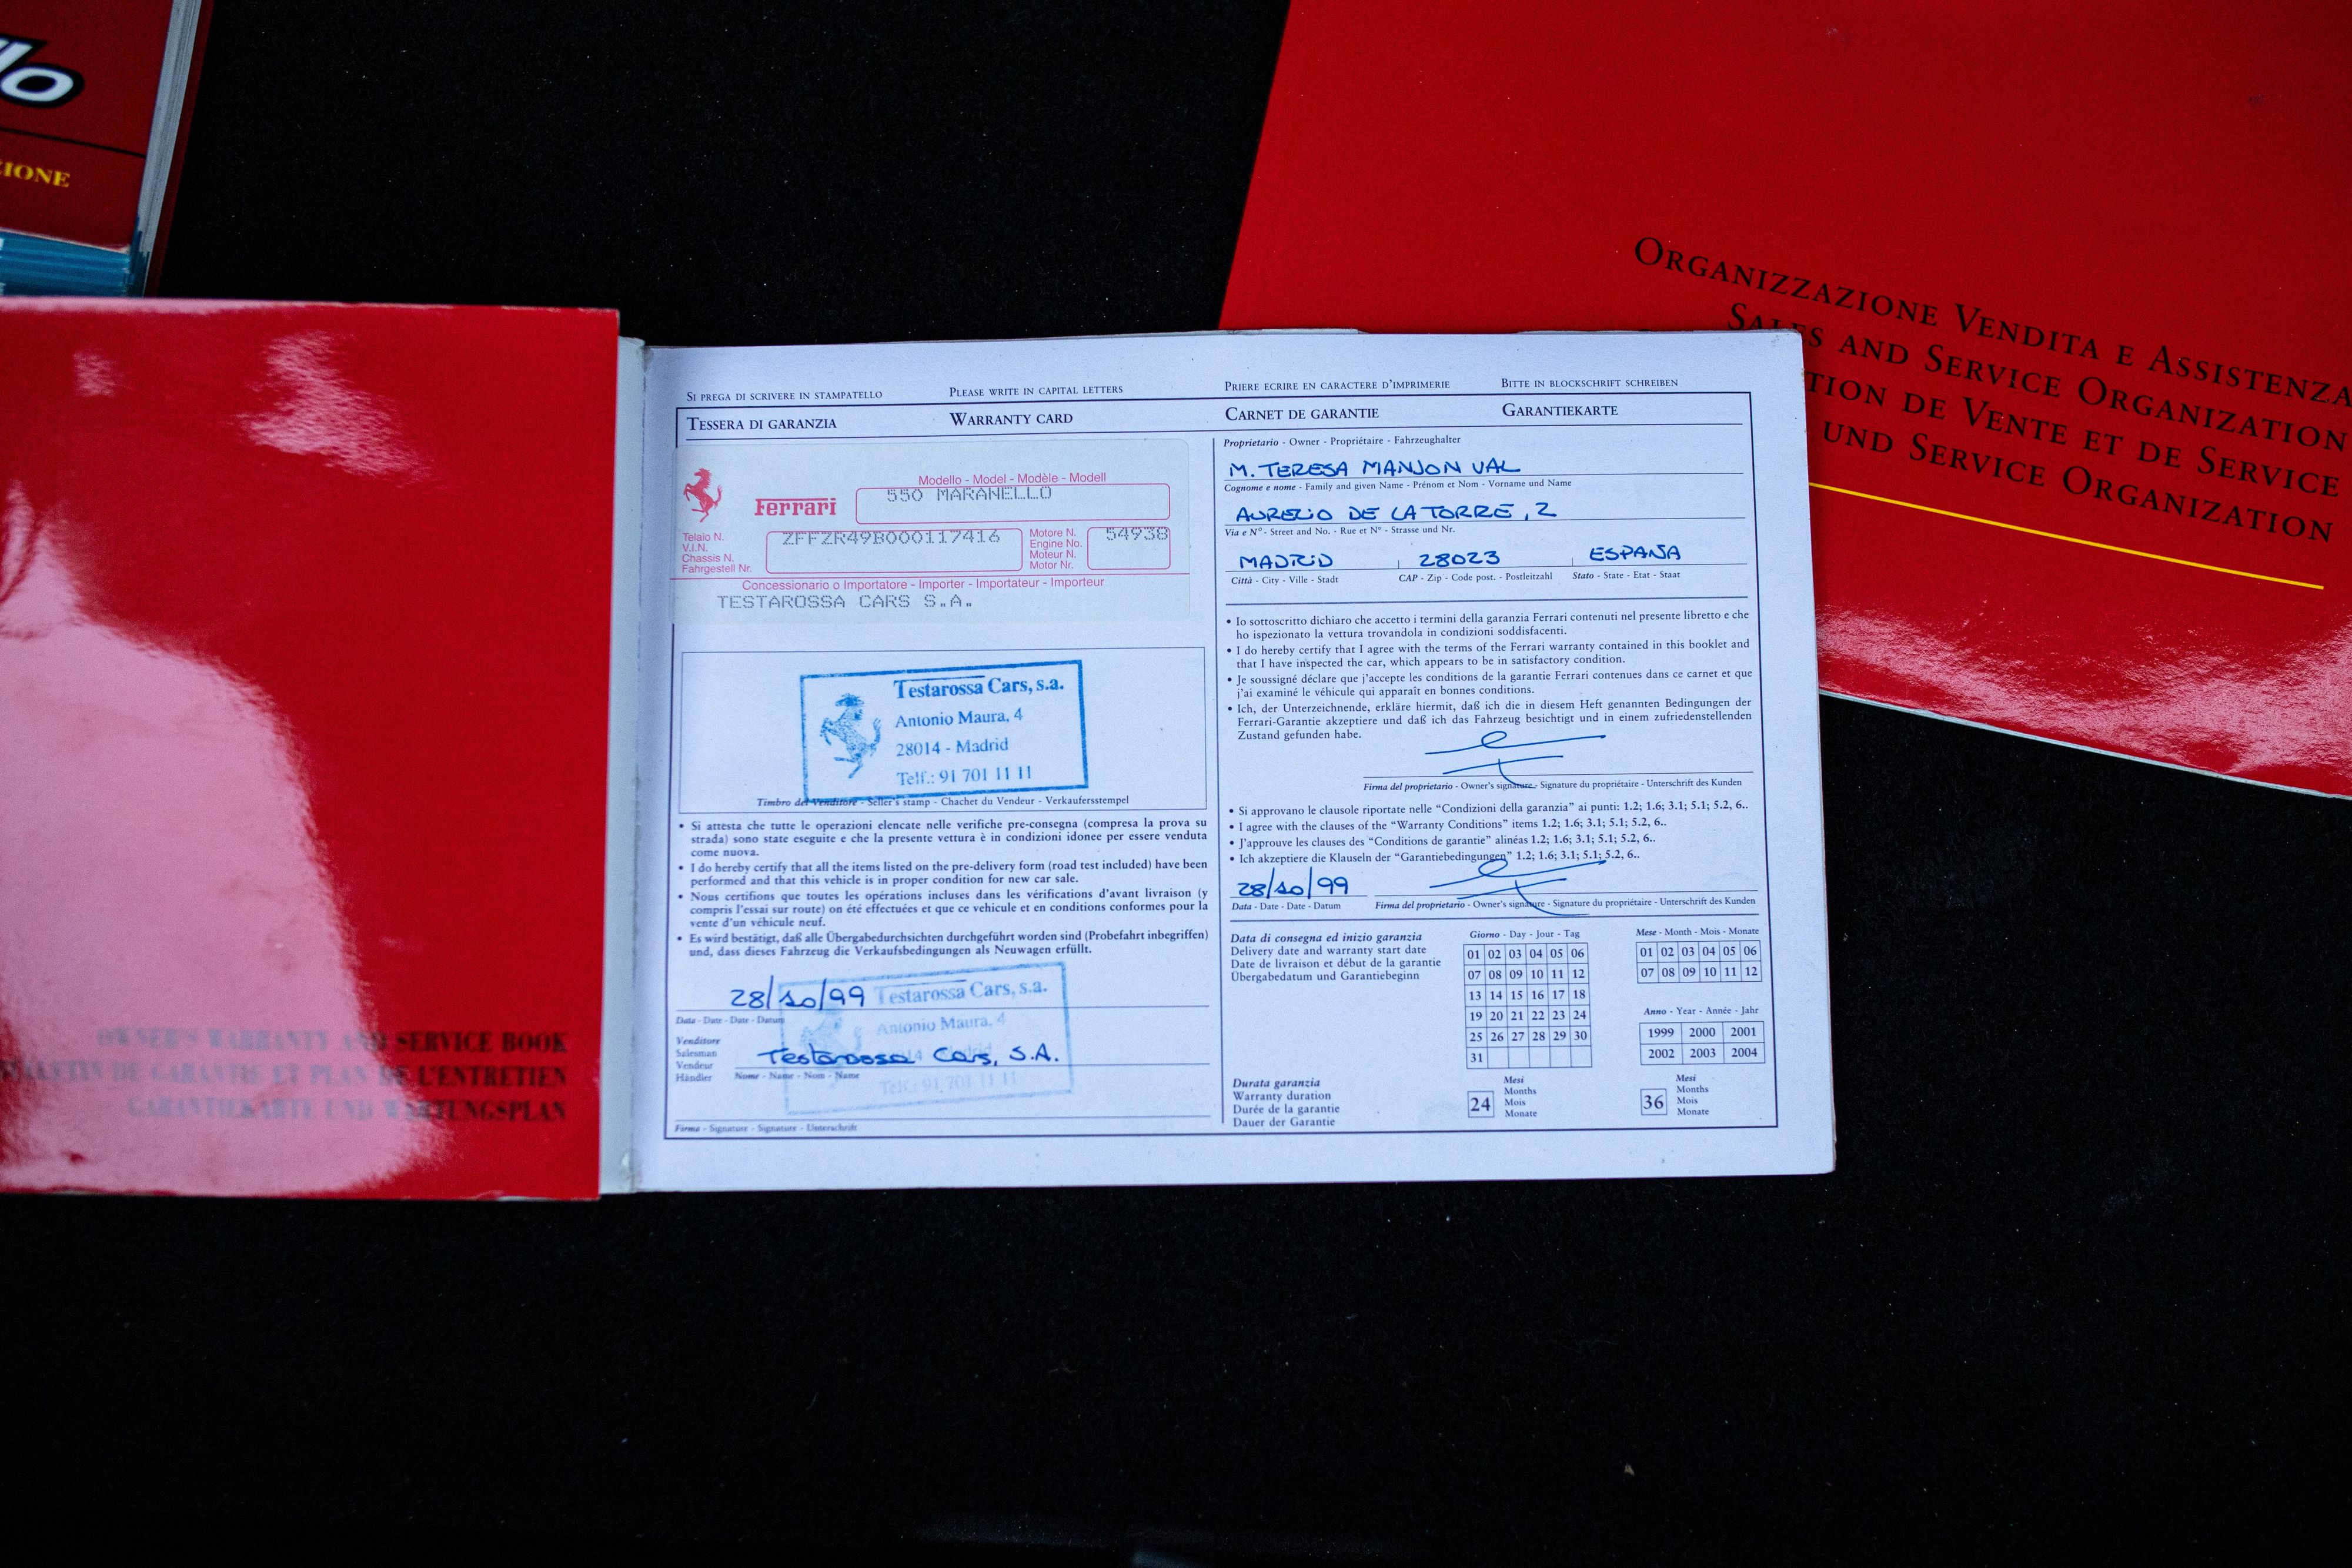 lo
ZIONE
Organizzazione Vendita e Assistenza
Sales and Service Organization
tion de Vente et de Service
und Service Organization
Service Book
l'Entretien
Garantiekarte und Wartungsplan
Si prega di scrivere in stampatello Please write in capital letters Priere ecrire en caractere d'imprimerie Bitte in blockschrift schreiben
Tessera di garanzia Warranty card Carnet de garantie Garantiekarte
Modello - Model - Modèle - Modell
Ferrari 550 MARANELLO
Telaio N.
V.I.N.
Chassis N.
Fahrgestell Nr.
ZFFZR49B000117416
Motore N.
Engine No.
Moteur N.
Motor Nr.
54938
Concessionario o Importatore - Importer - Importateur - Importeur
TESTAROSSA CARS S.A.
Testarossa Cars, s.a.
Antonio Maura, 4
28014 - Madrid
Telf.: 91 701 11 11
Timbro del Venditore - Seller's stamp - Chachet du Vendeur - Verkaufersstempel
• Si attesta che tutte le operazioni elencate nelle verifiche pre-consegna (compresa la prova su
strada) sono state eseguite e che la presente vettura è in condizioni idonee per essere venduta
come nuova.
• I do hereby certify that all the items listed on the pre-delivery form (road test included) have been
performed and that this vehicle is in proper condition for new car sale.
• Nous certifions que toutes les opérations incluses dans les vérifications d'avant livraison (y
compris l'essai sur route) on été effectuées et que ce vehicule et en conditions conformes pour la
vente d'un véhicule neuf.
• Es wird bestätigt, daß alle Übergabedurchsichten durchgeführt worden sind (Probefahrt inbegriffen)
und, dass dieses Fahrzeug die Verkaufsbedingungen als Neuwagen erfüllt.
28/10/99
Testarossa Cars, s.a.
Antonio Maura, 4
Telf.: 91 701 11 11
Data - Date - Date - Datum
Venditore
Salesman
Vendeur
Händler
Testarossa Cars, S.A.
Nome - Name - Nom - Name
Firma - Signature - Signature - Unterschrift
Proprietario - Owner - Propriétaire - Fahrzeughalter
M. TERESA MANJON VAL
Cognome e nome - Family and given Name - Prénom et Nom - Vorname und Name
AURELIO DE LA TORRE, 2
Via e N° - Street and No. - Rue et N° - Strasse und Nr.
MADRID 28023 ESPAÑA
Città - City - Ville - Stadt CAP - Zip - Code post. - Postleitzahl Stato - State - Etat - Staat
• Io sottoscritto dichiaro che accetto i termini della garanzia Ferrari contenuti nel presente libretto e che
ho ispezionato la vettura trovandola in condizioni soddisfacenti.
• I do hereby certify that I agree with the terms of the Ferrari warranty contained in this booklet and
that I have inspected the car, which appears to be in satisfactory condition.
• Je soussigné déclare que j'accepte les conditions de la garantie Ferrari contenues dans ce carnet et que
j'ai examiné le véhicule qui apparaît en bonnes conditions.
• Ich, der Unterzeichnende, erkläre hiermit, daß ich die in diesem Heft genannten Bedingungen der
Ferrari-Garantie akzeptiere und daß ich das Fahrzeug besichtigt und in einem zufriedenstellenden
Zustand gefunden habe.
Firma del proprietario - Owner's signature - Signature du propriétaire - Unterschrift des Kunden
• Si approvano le clausole riportate nelle “Condizioni della garanzia” ai punti: 1.2; 1.6; 3.1; 5.1; 5.2, 6..
• I agree with the clauses of the “Warranty Conditions” items 1.2; 1.6; 3.1; 5.1; 5.2, 6..
• J'approuve les clauses des “Conditions de garantie” alinéas 1.2; 1.6; 3.1; 5.1; 5.2, 6..
• Ich akzeptiere die Klauseln der “Garantiebedingungen” 1.2; 1.6; 3.1; 5.1; 5.2, 6..
28/10/99
Data - Date - Date - Datum Firma del proprietario - Owner's signature - Signature du propriétaire - Unterschrift des Kunden
Data di consegna ed inizio garanzia
Delivery date and warranty start date
Date de livraison et début de la garantie
Übergabedatum und Garantiebeginn
Giorno - Day - Jour - Tag
01 02 03 04 05 06
07 08 09 10 11 12
13 14 15 16 17 18
19 20 21 22 23 24
25 26 27 28 29 30
31
Mese - Month - Mois - Monate
01 02 03 04 05 06
07 08 09 10 11 12
Anno - Year - Année - Jahr
1999 2000 2001
2002 2003 2004
Durata garanzia
Warranty duration
Durée de la garantie
Dauer der Garantie
24
Mesi
Months
Mois
Monate
36
Mesi
Months
Mois
Monate